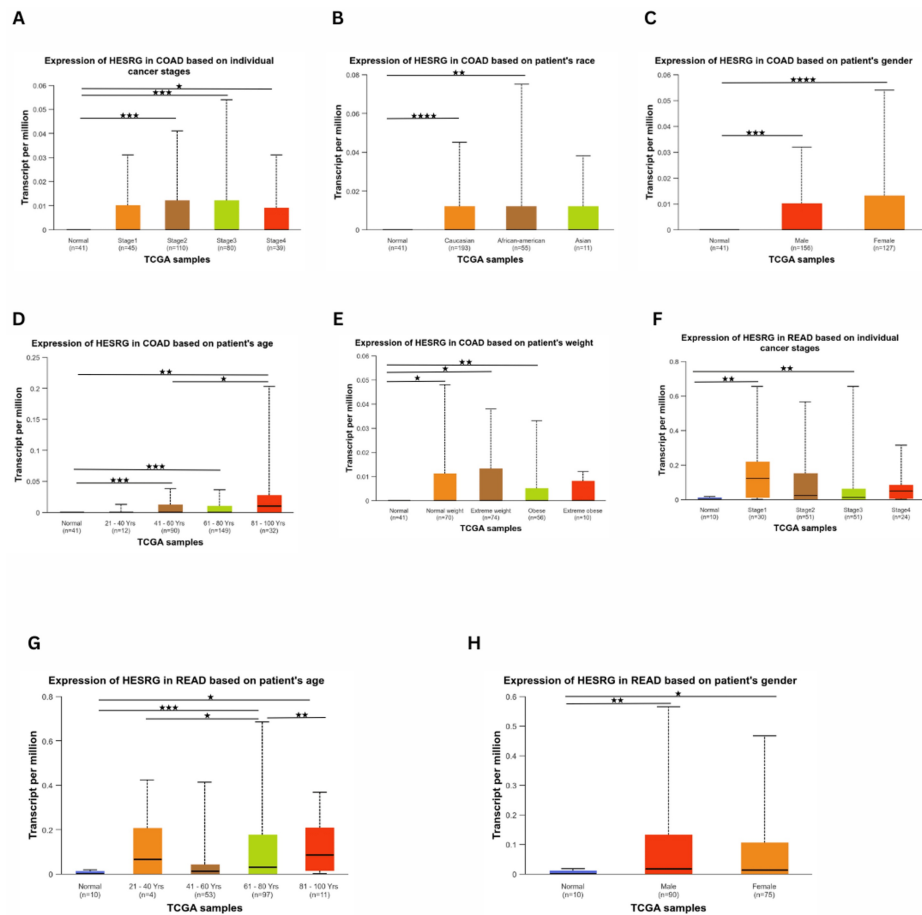 A
Expression of HESRG in COAD based on individual
cancer stages
Transcript per million
0.06
0.05
0.04
0.03
0.02
0.01
0
★
★★★
★★★
Normal
(n=41)
Stage1
(n=45)
Stage2
(n=110)
Stage3
(n=80)
Stage4
(n=39)
TCGA samples
B
Expression of HESRG in COAD based on patient's race
Transcript per million
0.08
0.06
0.04
0.02
0
★★
★★★★
Normal
(n=41)
Caucasian
(n=193)
African-american
(n=55)
Asian
(n=11)
TCGA samples
C
Expression of HESRG in COAD based on patient's gender
Transcript per million
0.06
0.05
0.04
0.03
0.02
0.01
0
★★★★
★★★
Normal
(n=41)
Male
(n=156)
Female
(n=127)
TCGA samples
D
Expression of HESRG in COAD based on patient's age
Transcript per million
0.25
0.2
0.15
0.1
0.05
0
★★
★
★★★
★★★
Normal
(n=41)
21 - 40 Yrs
(n=12)
41 - 60 Yrs
(n=90)
61 - 80 Yrs
(n=149)
81 - 100 Yrs
(n=32)
TCGA samples
E
Expression of HESRG in COAD based on patient's weight
Transcript per million
0.06
0.05
0.04
0.03
0.02
0.01
0
★★
★
★
Normal
(n=41)
Normal weight
(n=70)
Extreme weight
(n=74)
Obese
(n=56)
Extreme obese
(n=10)
TCGA samples
F
Expression of HESRG in READ based on individual
cancer stages
Transcript per million
0.8
0.6
0.4
0.2
0
★★
★★
Normal
(n=10)
Stage1
(n=30)
Stage2
(n=51)
Stage3
(n=51)
Stage4
(n=24)
TCGA samples
G
Expression of HESRG in READ based on patient's age
Transcript per million
0.8
0.6
0.4
0.2
0
★
★★★
★
★★
Normal
(n=10)
21 - 40 Yrs
(n=4)
41 - 60 Yrs
(n=53)
61 - 80 Yrs
(n=97)
81 - 100 Yrs
(n=11)
TCGA samples
H
Expression of HESRG in READ based on patient's gender
Transcript per million
0.6
0.5
0.4
0.3
0.2
0.1
0
★
★★
Normal
(n=10)
Male
(n=90)
Female
(n=75)
TCGA samples